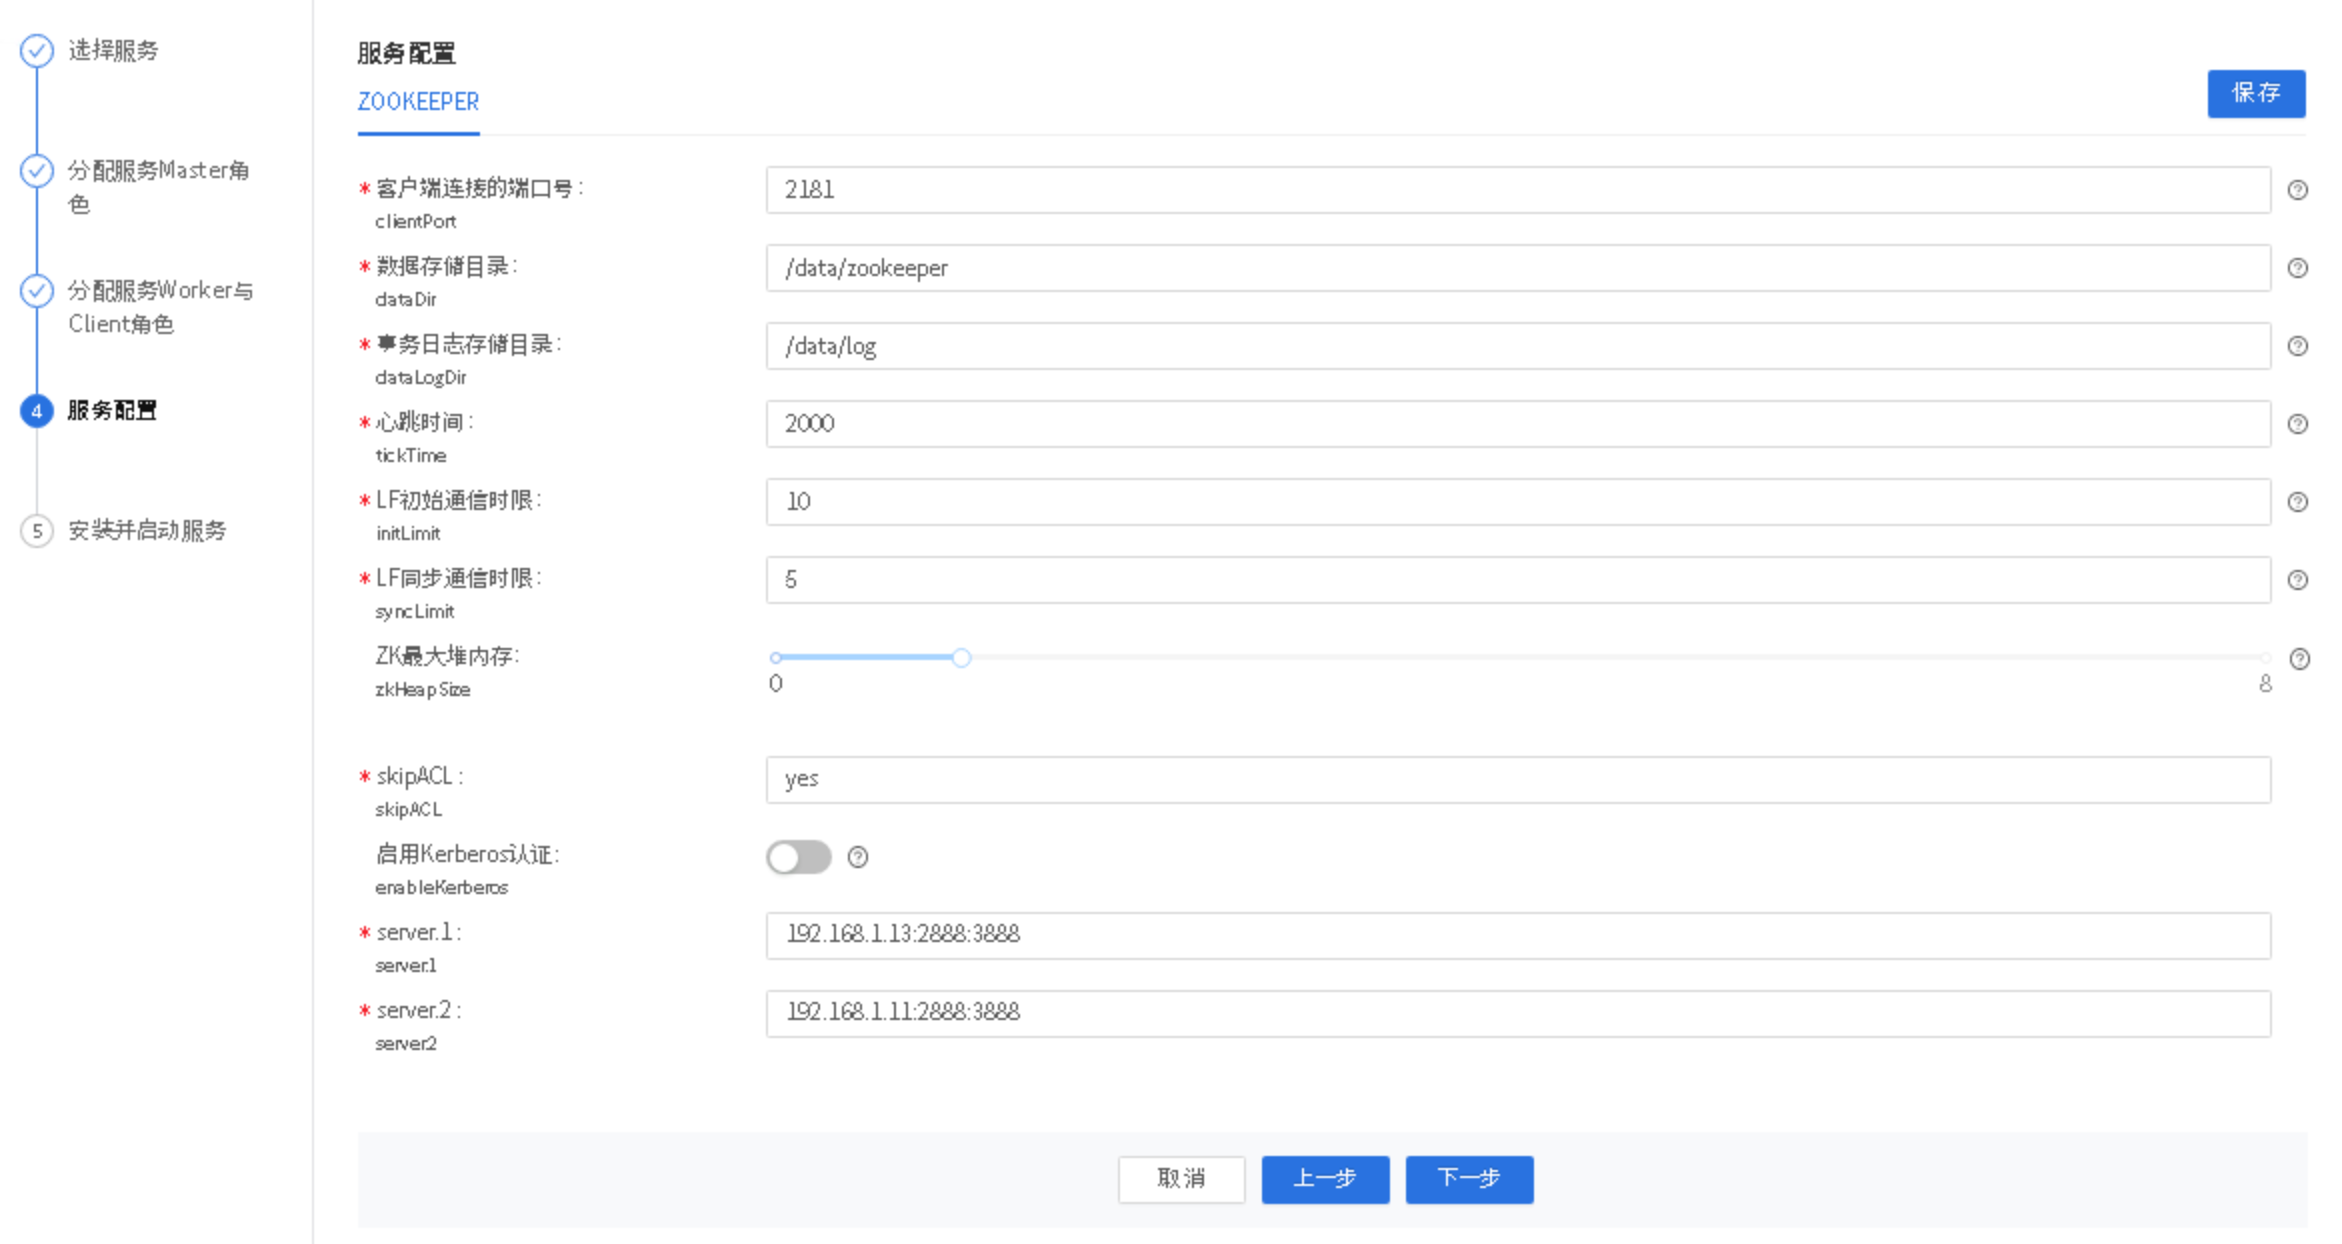 选择服务
分配服务Master角
色
分配服务Worker与
Client角色
4 服务配置
5 安装并启动服务
服务配置
ZOOKEEPER
保存
* 客户端连接的端口号: 2181
clientPort
* 数据存储目录: /data/zookeeper
dataDir
* 事务日志存储目录: /data/log
dataLogDir
* 心跳时间: 2000
tickTime
* LF初始通信时限: 10
initLimit
* LF同步通信时限: 5
syncLimit
ZK最大堆内存:
0 8
zkHeapSize
* skipACL: yes
skipACL
启用Kerberos认证:
enableKerberos
* server.1: 192.168.1.13:2888:3888
server.1
* server.2: 192.168.1.11:2888:3888
server.2
取消 上一步 下一步